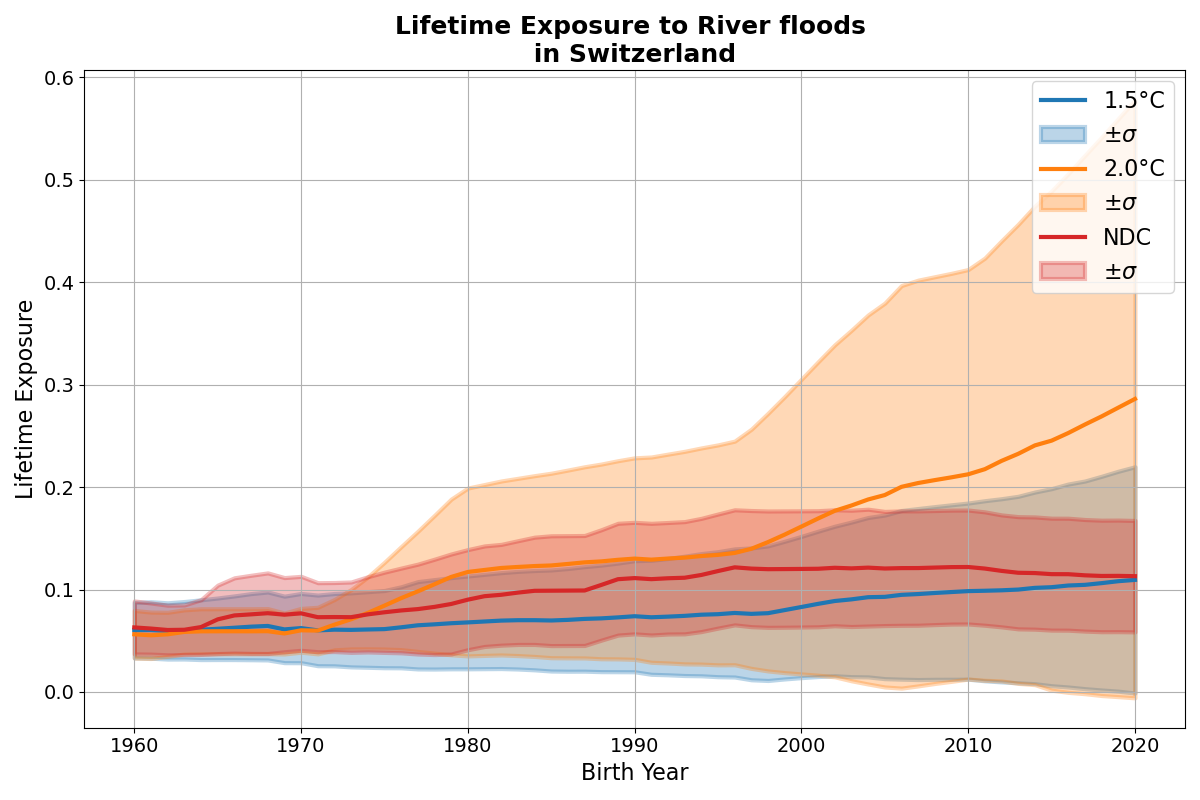 Lifetime Exposure to River floods
in Switzerland
0.6
0.5
0.4
0.3
0.2
0.1
0.0
Lifetime Exposure
1960
1970
1980
1990
2000
2010
2020
Birth Year
1.5°C
±σ
2.0°C
±σ
NDC
±σ